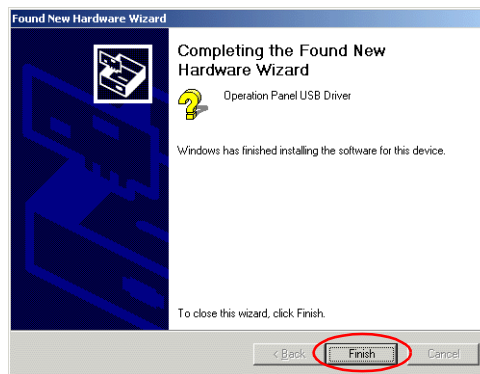 Found New Hardware Wizard
Completing the Found New
Hardware Wizard
Operation Panel USB Driver
Windows has finished installing the software for this device.
To close this wizard, click Finish.
< Back
Finish
Cancel